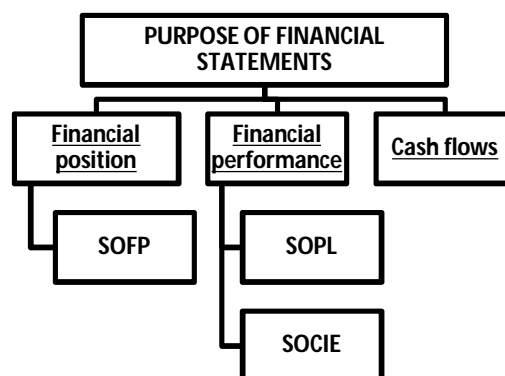 PURPOSE OF FINANCIAL
STATEMENTS
Financial
position
Financial
performance
Cash flows
SOFP
SOPL
SOCIE